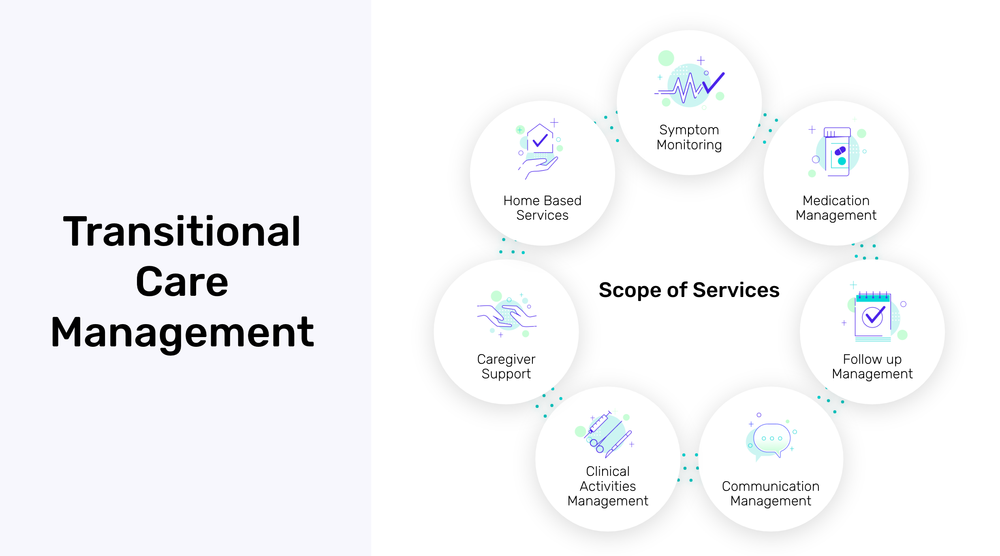 Transitional
Care
Management
Symptom
Monitoring
Home Based
Services
Medication
Management
Scope of Services
Caregiver
Support
Follow up
Management
Clinical
Activities
Management
Communication
Management